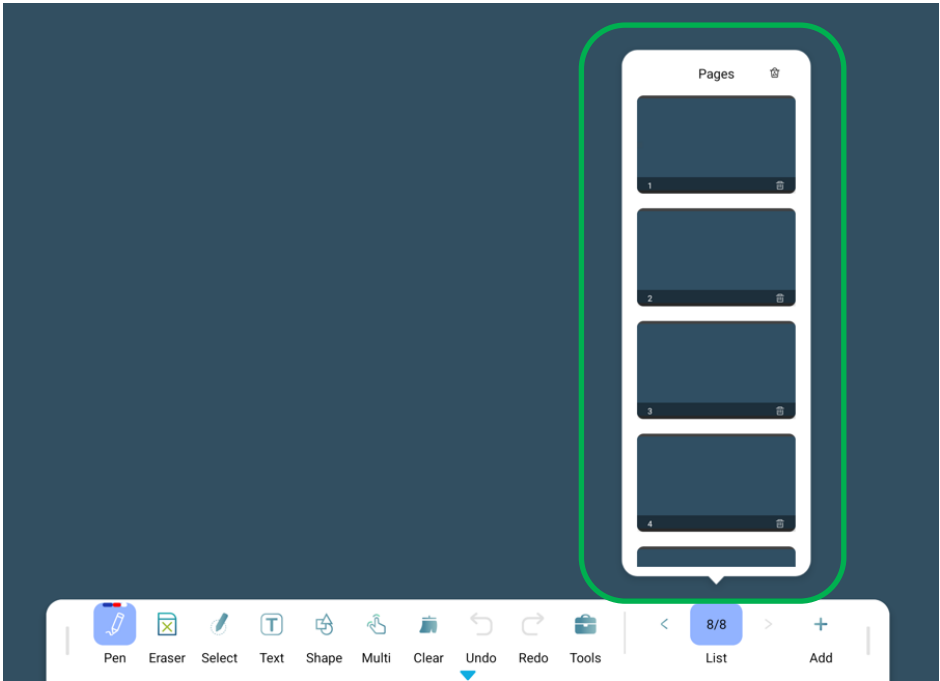 Pages
1
2
3
4
8/8
Pen Eraser Select Text Shape Multi Clear Undo Redo Tools List Add